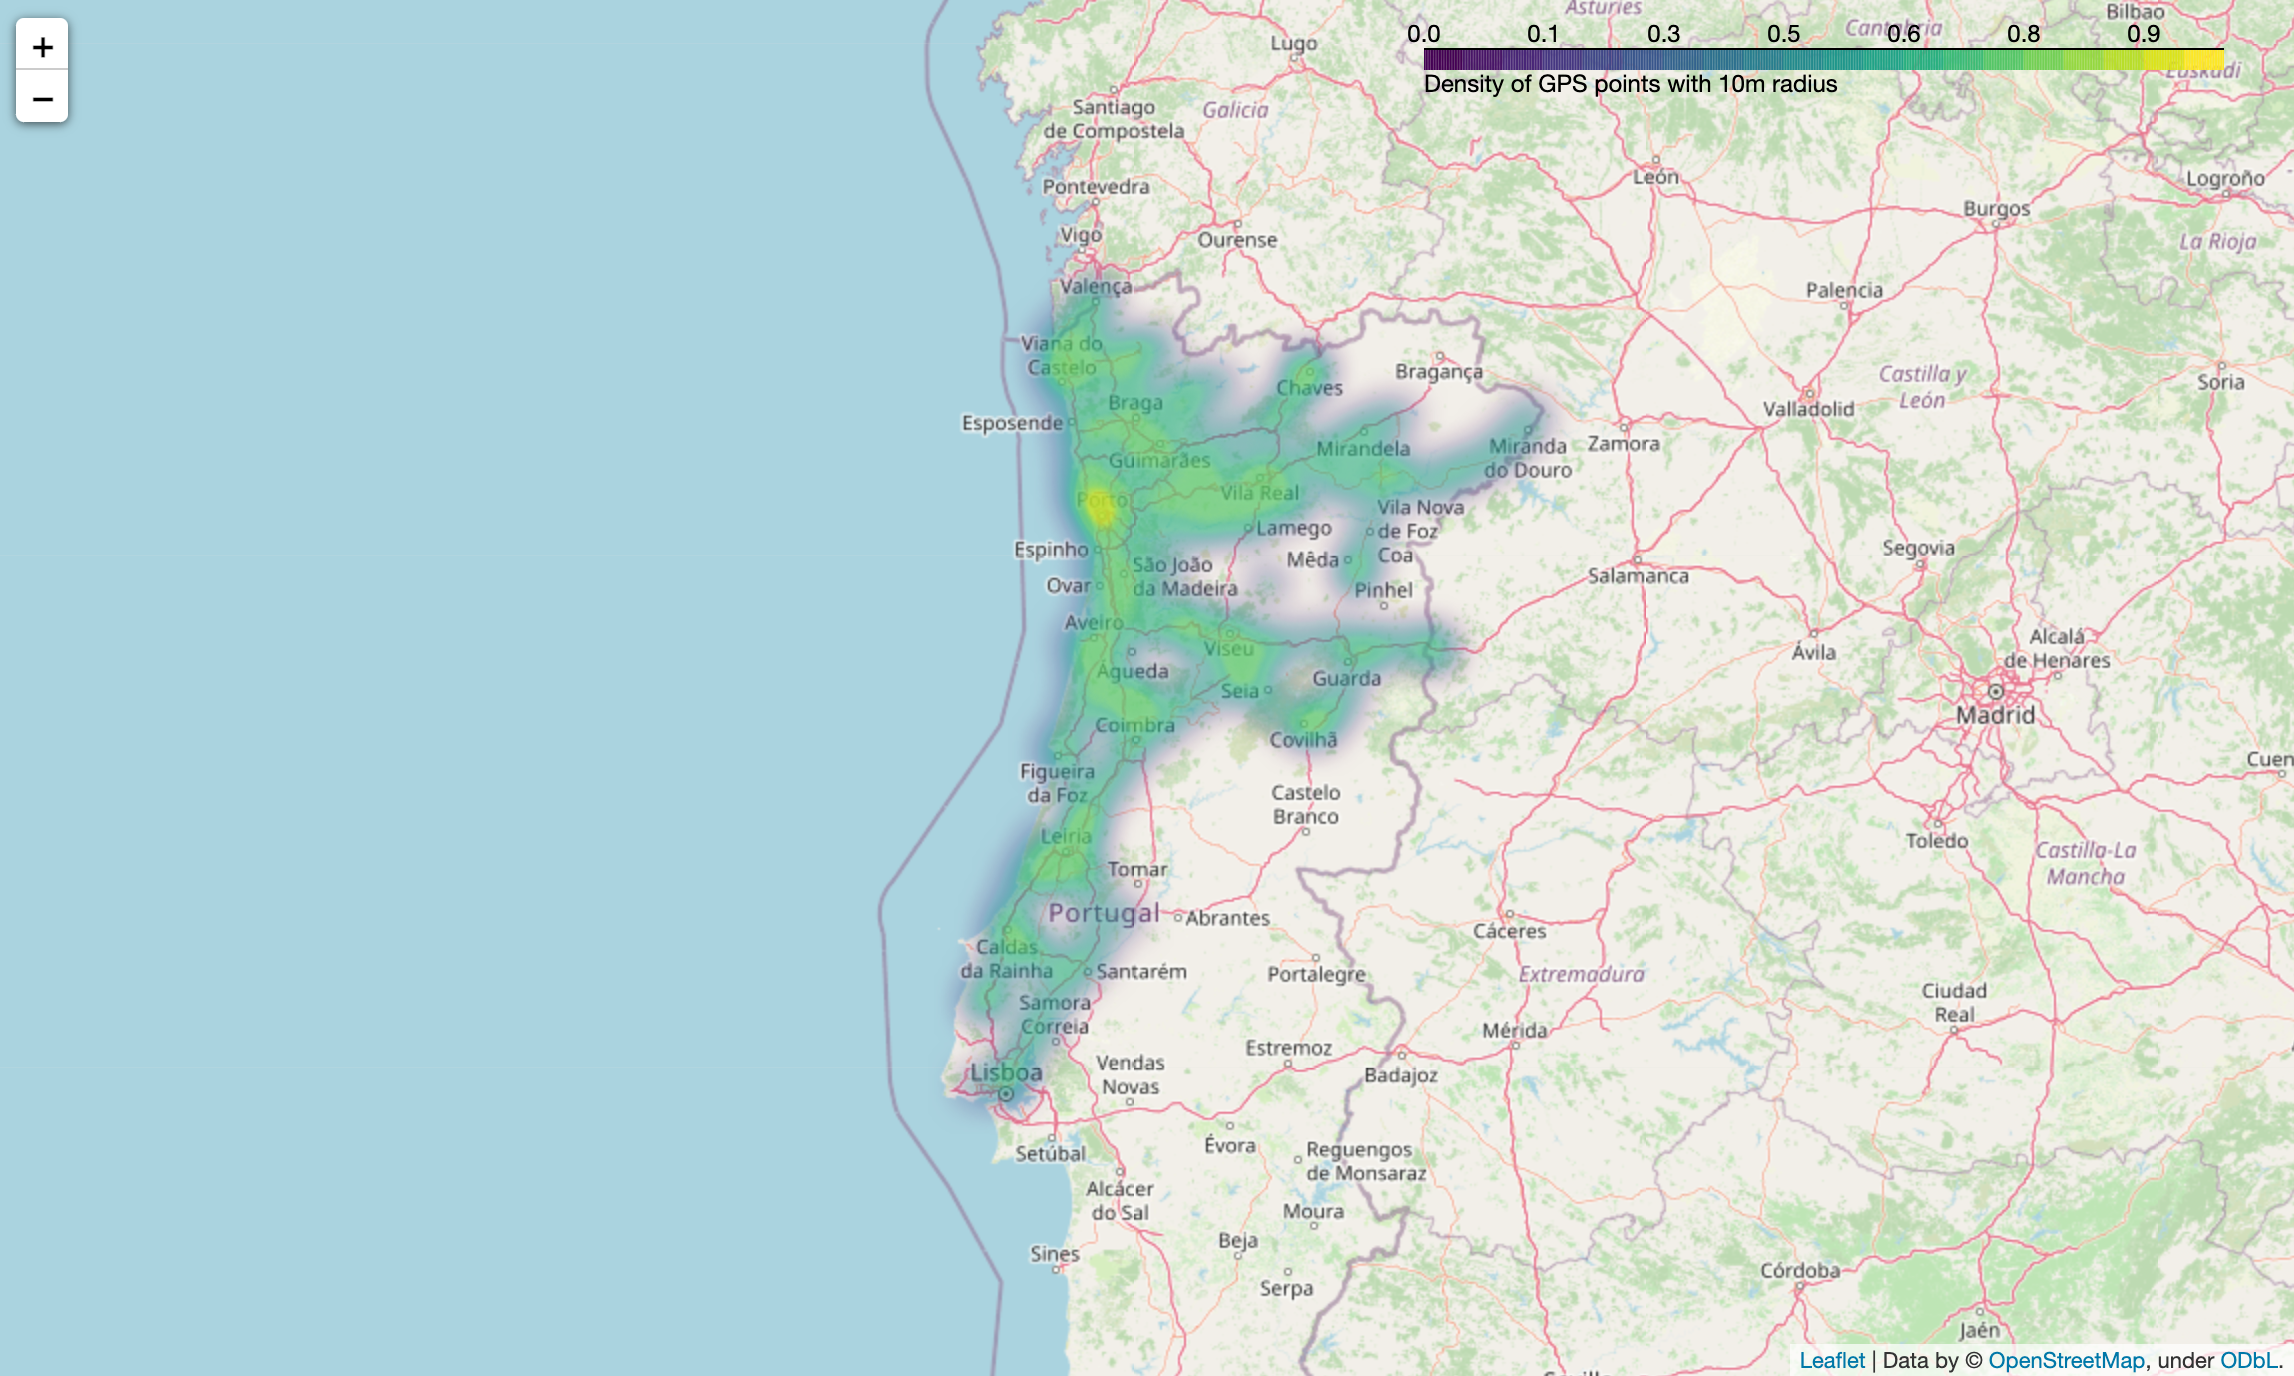 +
−
0.0 0.1 0.3 0.5 0.6 0.8 0.9
Density of GPS points with 10m radius
Asturies
Cantabria
Bilbao
Euskadi
Lugo
Santiago
de Compostela
Galicia
León
Logroño
Pontevedra
Burgos
Vigo
Ourense
La Rioja
Valença
Palencia
Viana do
Castelo
Chaves
Bragança
Castilla y
León
Soria
Braga
Valladolid
Esposende
Mirandela
Miranda
do Douro
Zamora
Guimarães
Porto
Vila Real
Vila Nova
de Foz
Coa
Lamego
Espinho
São João
da Madeira
Mêda
Segovia
Ovar
Pinhel
Salamanca
Aveiro
Viseu
Ávila
Alcalá
de Henares
Águeda
Seia
Guarda
Madrid
Coimbra
Covilhã
Cuen
Figueira
da Foz
Castelo
Branco
Leiria
Toledo
Castilla-La
Mancha
Tomar
Portugal
Abrantes
Cáceres
Caldas
da Rainha
Santarém
Portalegre
Extremadura
Samora
Correia
Ciudad
Real
Mérida
Lisboa
Vendas
Novas
Estremoz
Badajoz
Setúbal
Évora
Reguengos
de Monsaraz
Alcácer
do Sal
Moura
Sines
Beja
Serpa
Córdoba
Jaén
Leaflet | Data by © OpenStreetMap, under ODbL.